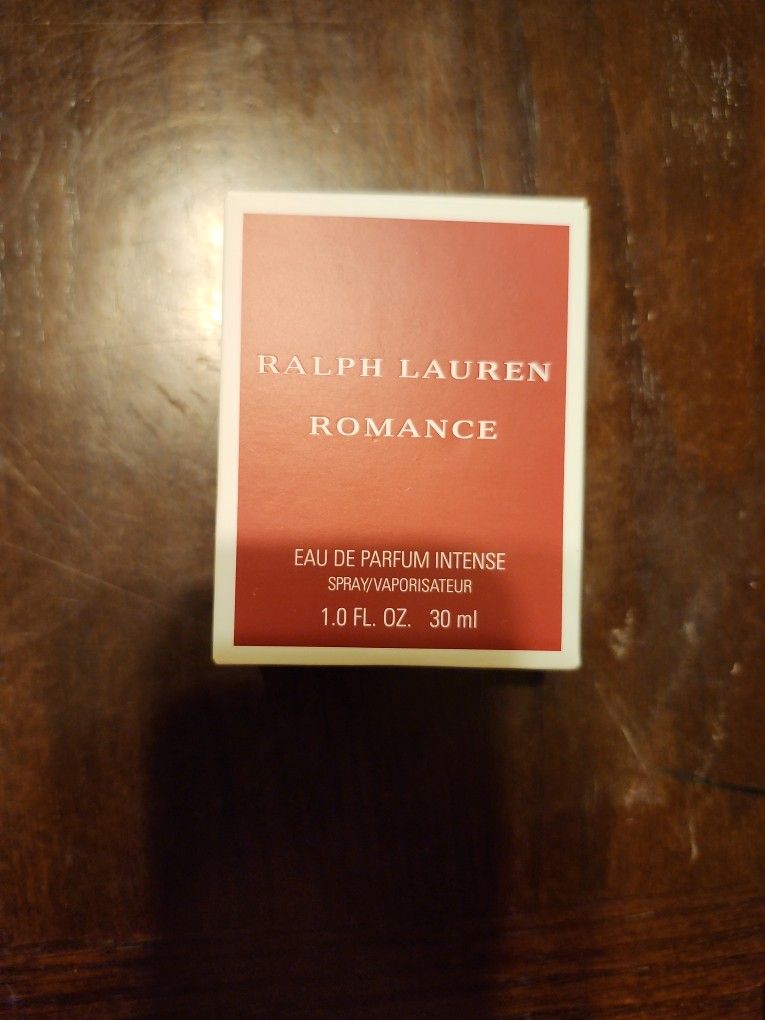 RALPH LAUREN
ROMANCE
EAU DE PARFUM INTENSE
SPRAY/VAPORISATEUR
1.0 FL. OZ. 30 ml